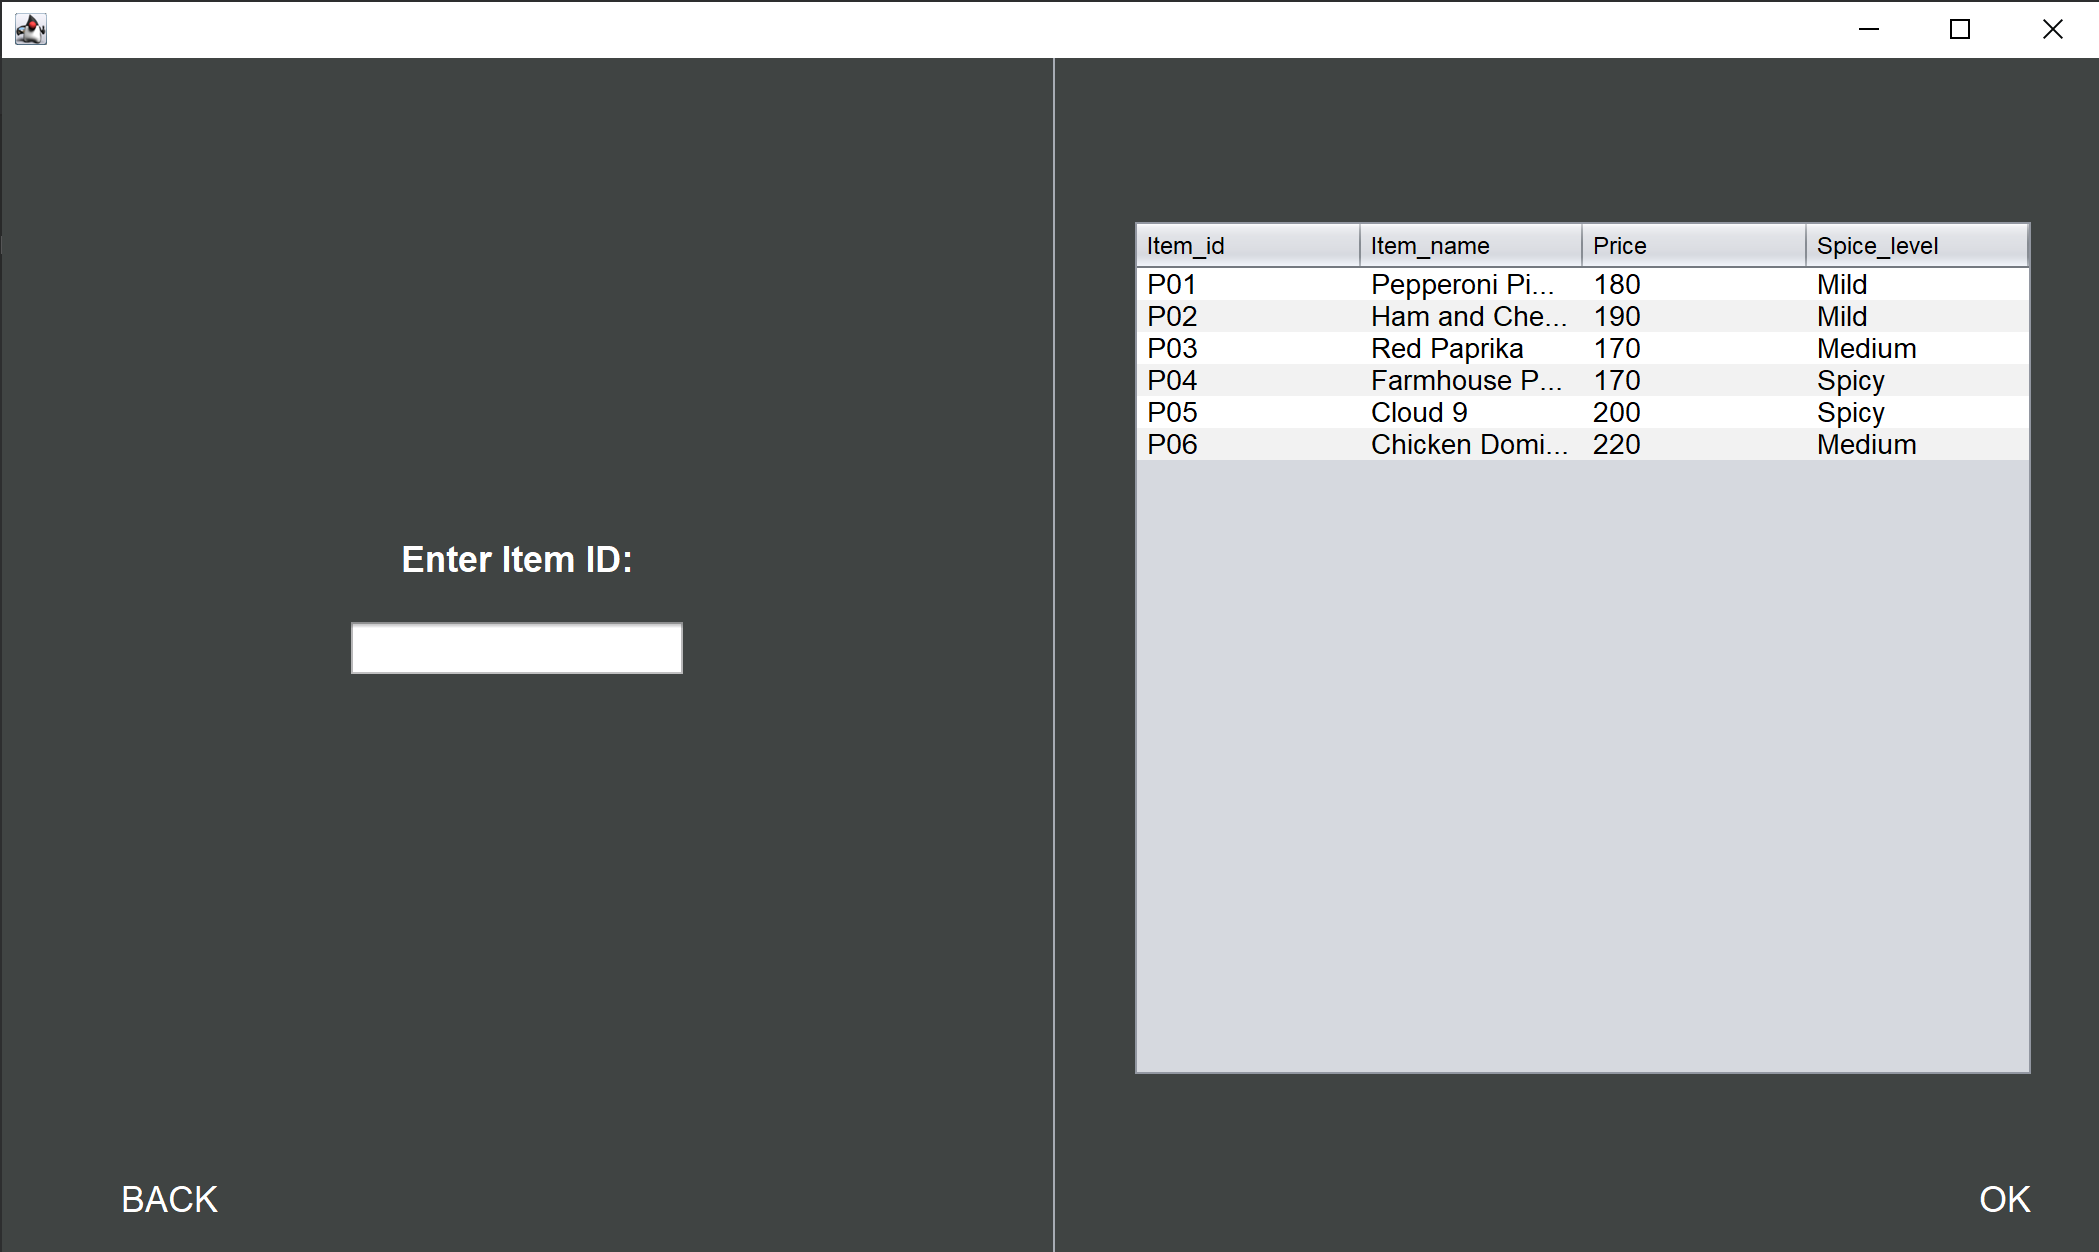 Enter Item ID:
BACK
Item_id Item_name Price Spice_level
P01 Pepperoni Pi... 180 Mild
P02 Ham and Che... 190 Mild
P03 Red Paprika 170 Medium
P04 Farmhouse P... 170 Spicy
P05 Cloud 9 200 Spicy
P06 Chicken Domi... 220 Medium
OK